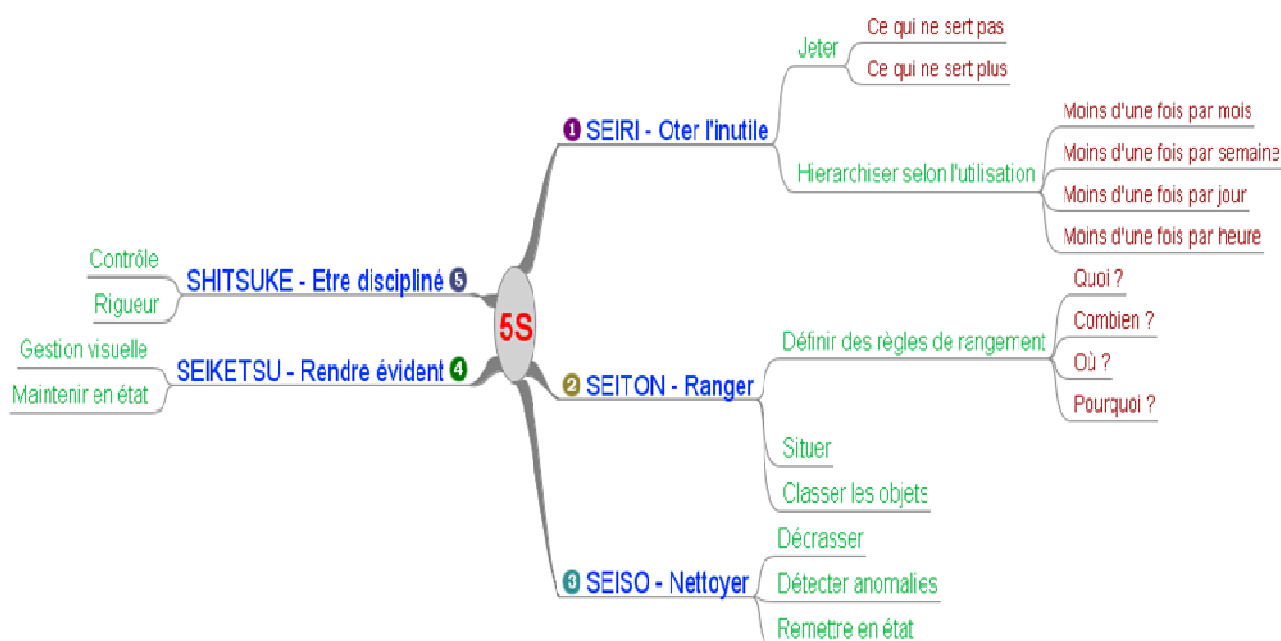 5S
1 SEIRI - Oter l'inutile
Jeter
Ce qui ne sert pas
Ce qui ne sert plus
Hierarchiser selon l'utilisation
Moins d'une fois par mois
Moins d'une fois par semaine
Moins d'une fois par jour
Moins d'une fois par heure
2 SEITON - Ranger
Définir des règles de rangement
Quoi ?
Combien ?
Où ?
Pourquoi ?
Situer
Classer les objets
3 SEISO - Nettoyer
Décrasser
Détecter anomalies
Remettre en état
SEIKETSU - Rendre évident 4
Gestion visuelle
Maintenir en état
SHITSUKE - Etre discipliné 5
Contrôle
Rigueur